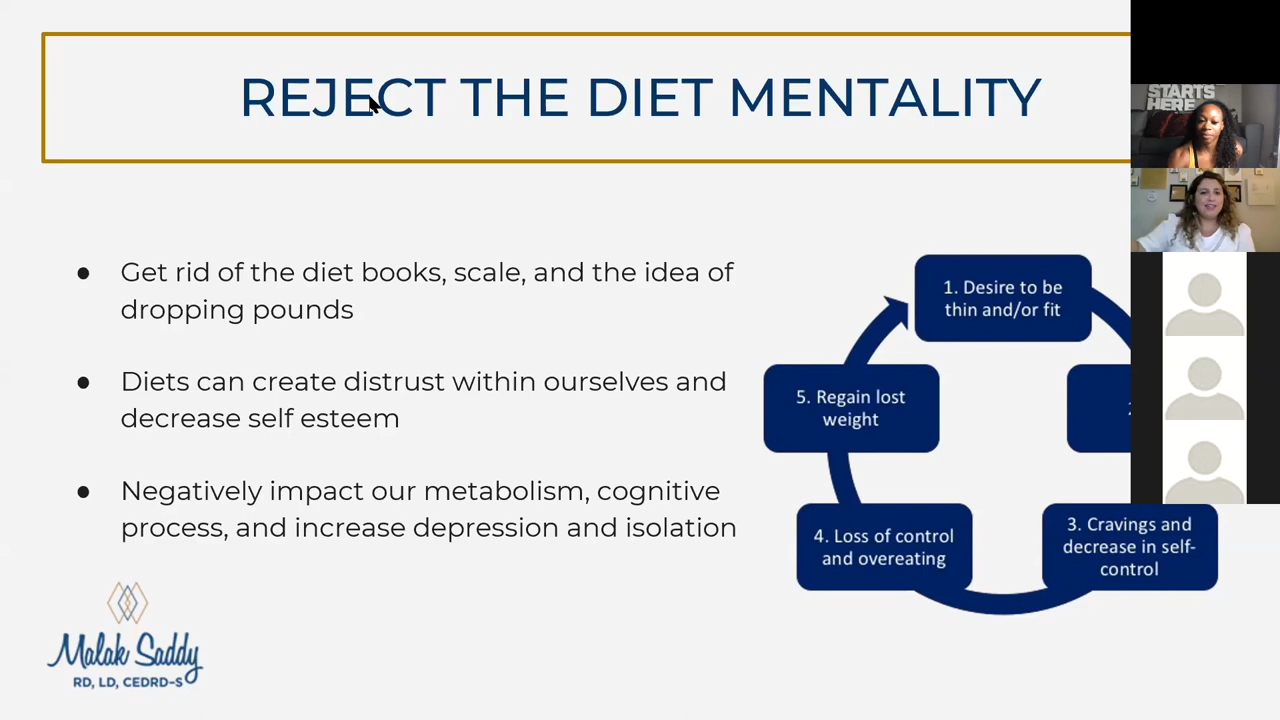 REJECT THE DIET MENTALITY
STARTS
HERE
● Get rid of the diet books, scale, and the idea of
dropping pounds
● Diets can create distrust within ourselves and
decrease self esteem
● Negatively impact our metabolism, cognitive
process, and increase depression and isolation
1. Desire to be
thin and/or fit
3. Cravings and
decrease in self-
control
4. Loss of control
and overeating
5. Regain lost
weight
Malak Saddy
RD, LD, CEDRD-S